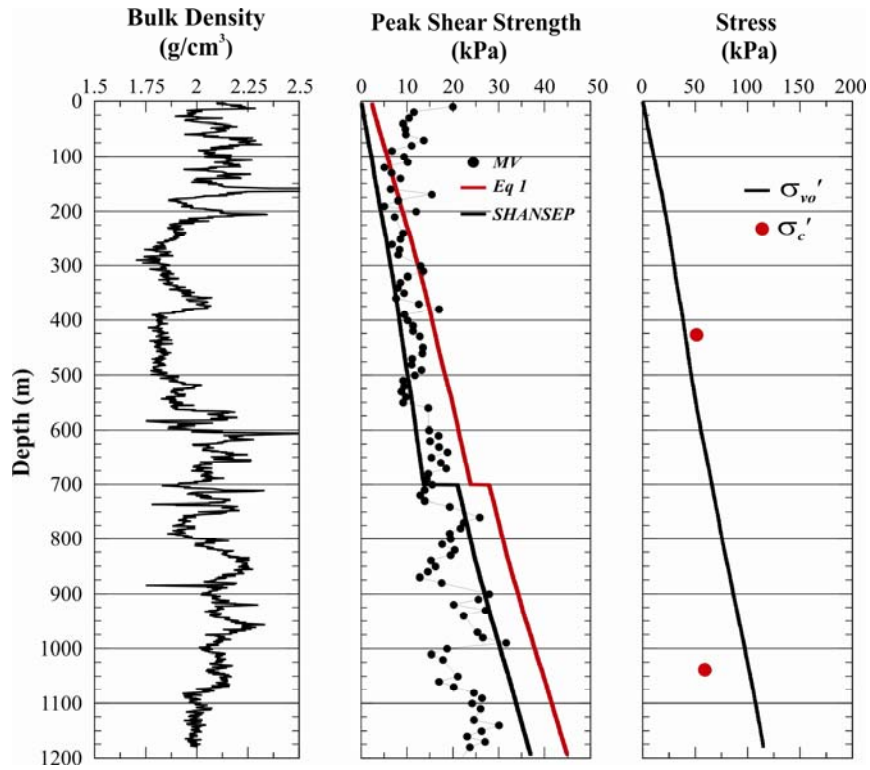 Bulk Density
(g/cm³)
1.5 1.75 2 2.25 2.5
Peak Shear Strength
(kPa)
0 10 20 30 40 50
Stress
(kPa)
0 50 100 150 200
Depth (m)
0
100
200
300
400
500
600
700
800
900
1000
1100
1200
MV
Eq 1
SHANSEP
σvo'
σc'